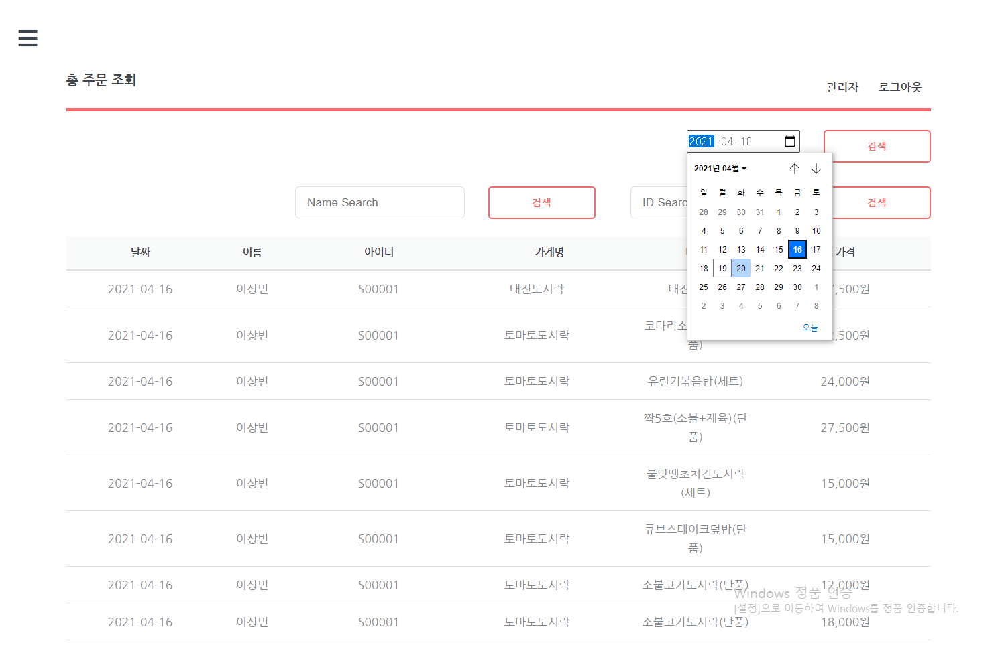 총 주문 조회
관리자 로그아웃
2021-04-16
검색
2021년 04월
Name Search
검색
ID Searc
검색
일 월 화 수 목 금 토
28 29 30 31 1 2 3
4 5 6 7 8 9 10
11 12 13 14 15 16 17
18 19 20 21 22 23 24
25 26 27 28 29 30 1
2 3 4 5 6 7 8
오늘
날짜 이름 아이디 가게명 가격
2021-04-16 이상빈 S00001 대전도시락 대전 ,500원
2021-04-16 이상빈 S00001 토마토도시락 코다리소 ,500원
품)
2021-04-16 이상빈 S00001 토마토도시락 유린기볶음밥(세트) 24,000원
2021-04-16 이상빈 S00001 토마토도시락 짝5호(소불+제육)(단
품) 27,500원
2021-04-16 이상빈 S00001 토마토도시락 불맛땡초치킨도시락
(세트) 15,000원
2021-04-16 이상빈 S00001 토마토도시락 큐브스테이크덮밥(단
품) 15,000원
2021-04-16 이상빈 S00001 토마토도시락 소불고기도시락(단품) 12,000원
Windows 정품 인증
[설정]으로 이동하여 Windows를 정품 인증합니다.
2021-04-16 이상빈 S00001 토마토도시락 소불고기도시락(단품) 18,000원